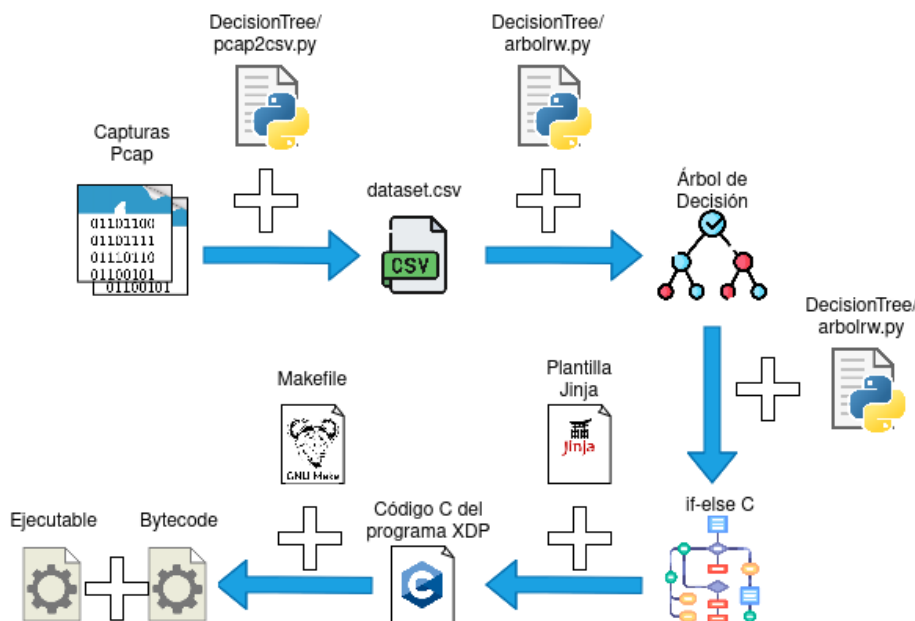 DecisionTree/
pcap2csv.py
DecisionTree/
arbolrw.py
Capturas
Pcap
01101100
01101111
01110110
01100101
01100101
dataset.csv
CSV
Árbol de
Decisión
DecisionTree/
arbolrw.py
Makefile
GNU Make
Plantilla
Jinja
Jinja
if-else C
Código C del
programa XDP
C
Ejecutable
Bytecode